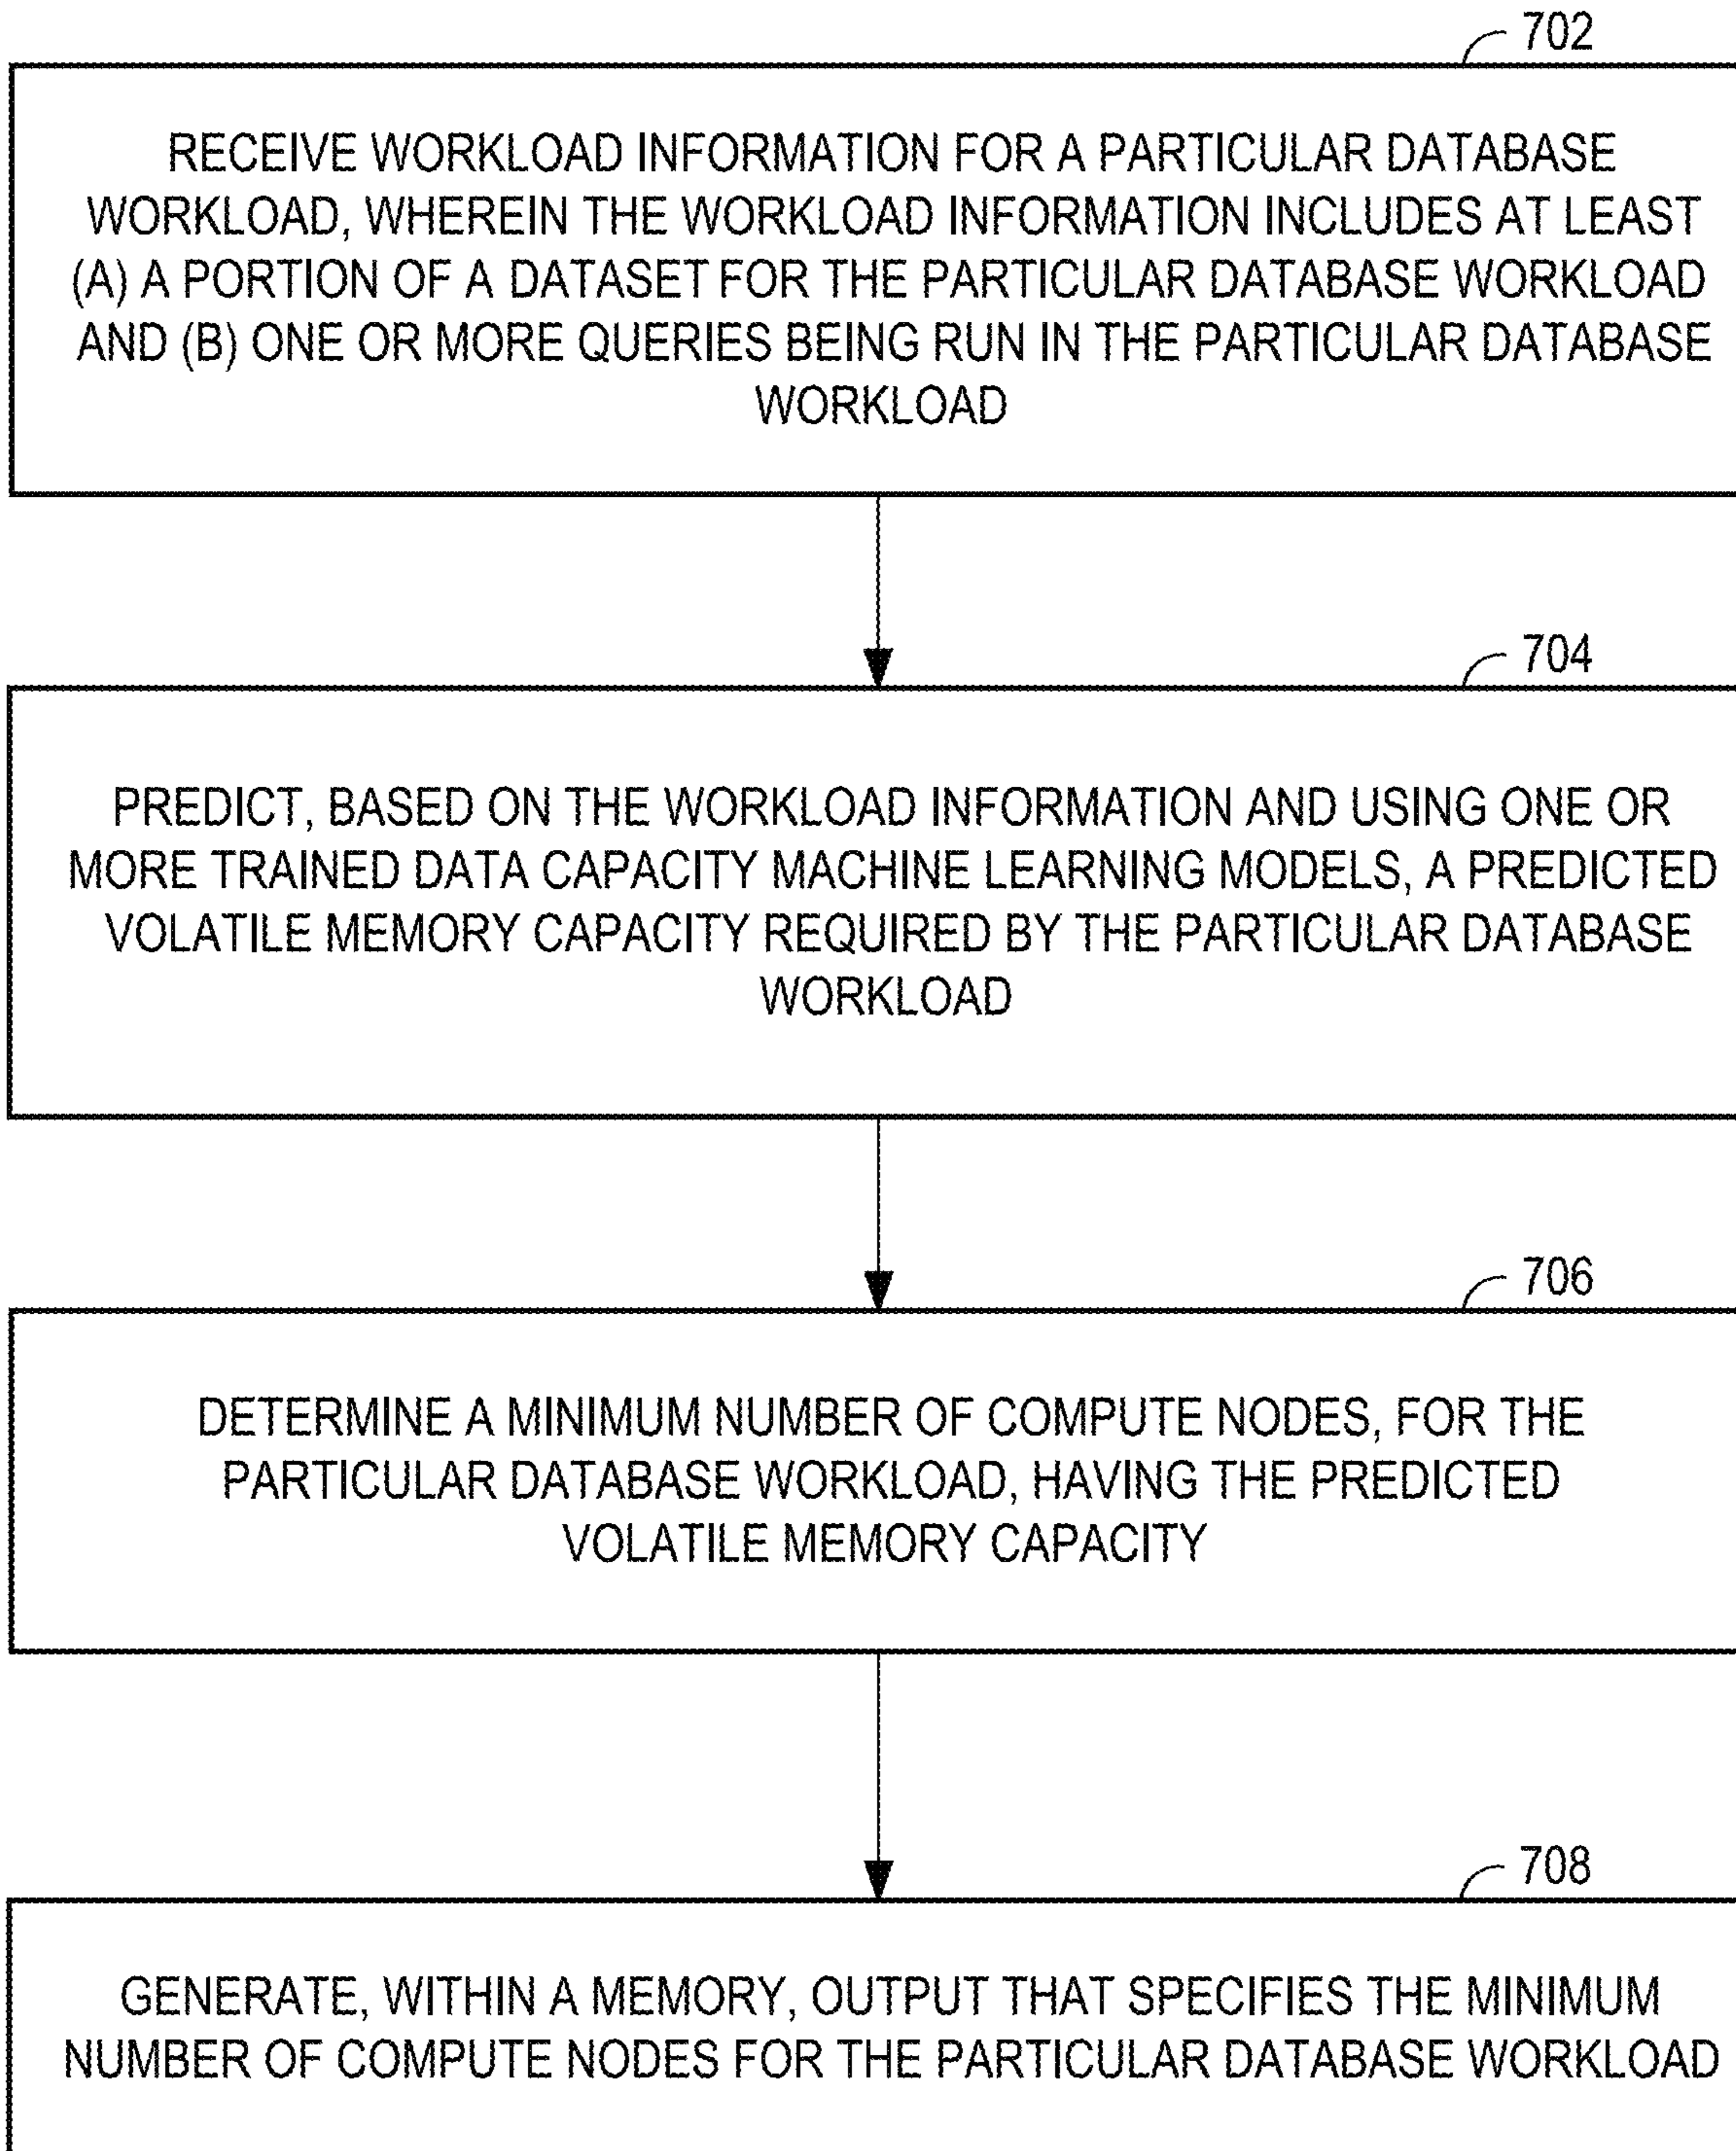 702
RECEIVE WORKLOAD INFORMATION FOR A PARTICULAR DATABASE
WORKLOAD, WHEREIN THE WORKLOAD INFORMATION INCLUDES AT LEAST
(A) A PORTION OF A DATASET FOR THE PARTICULAR DATABASE WORKLOAD
AND (B) ONE OR MORE QUERIES BEING RUN IN THE PARTICULAR DATABASE
WORKLOAD
704
PREDICT, BASED ON THE WORKLOAD INFORMATION AND USING ONE OR
MORE TRAINED DATA CAPACITY MACHINE LEARNING MODELS, A PREDICTED
VOLATILE MEMORY CAPACITY REQUIRED BY THE PARTICULAR DATABASE
WORKLOAD
706
DETERMINE A MINIMUM NUMBER OF COMPUTE NODES, FOR THE
PARTICULAR DATABASE WORKLOAD, HAVING THE PREDICTED
VOLATILE MEMORY CAPACITY
708
GENERATE, WITHIN A MEMORY, OUTPUT THAT SPECIFIES THE MINIMUM
NUMBER OF COMPUTE NODES FOR THE PARTICULAR DATABASE WORKLOAD